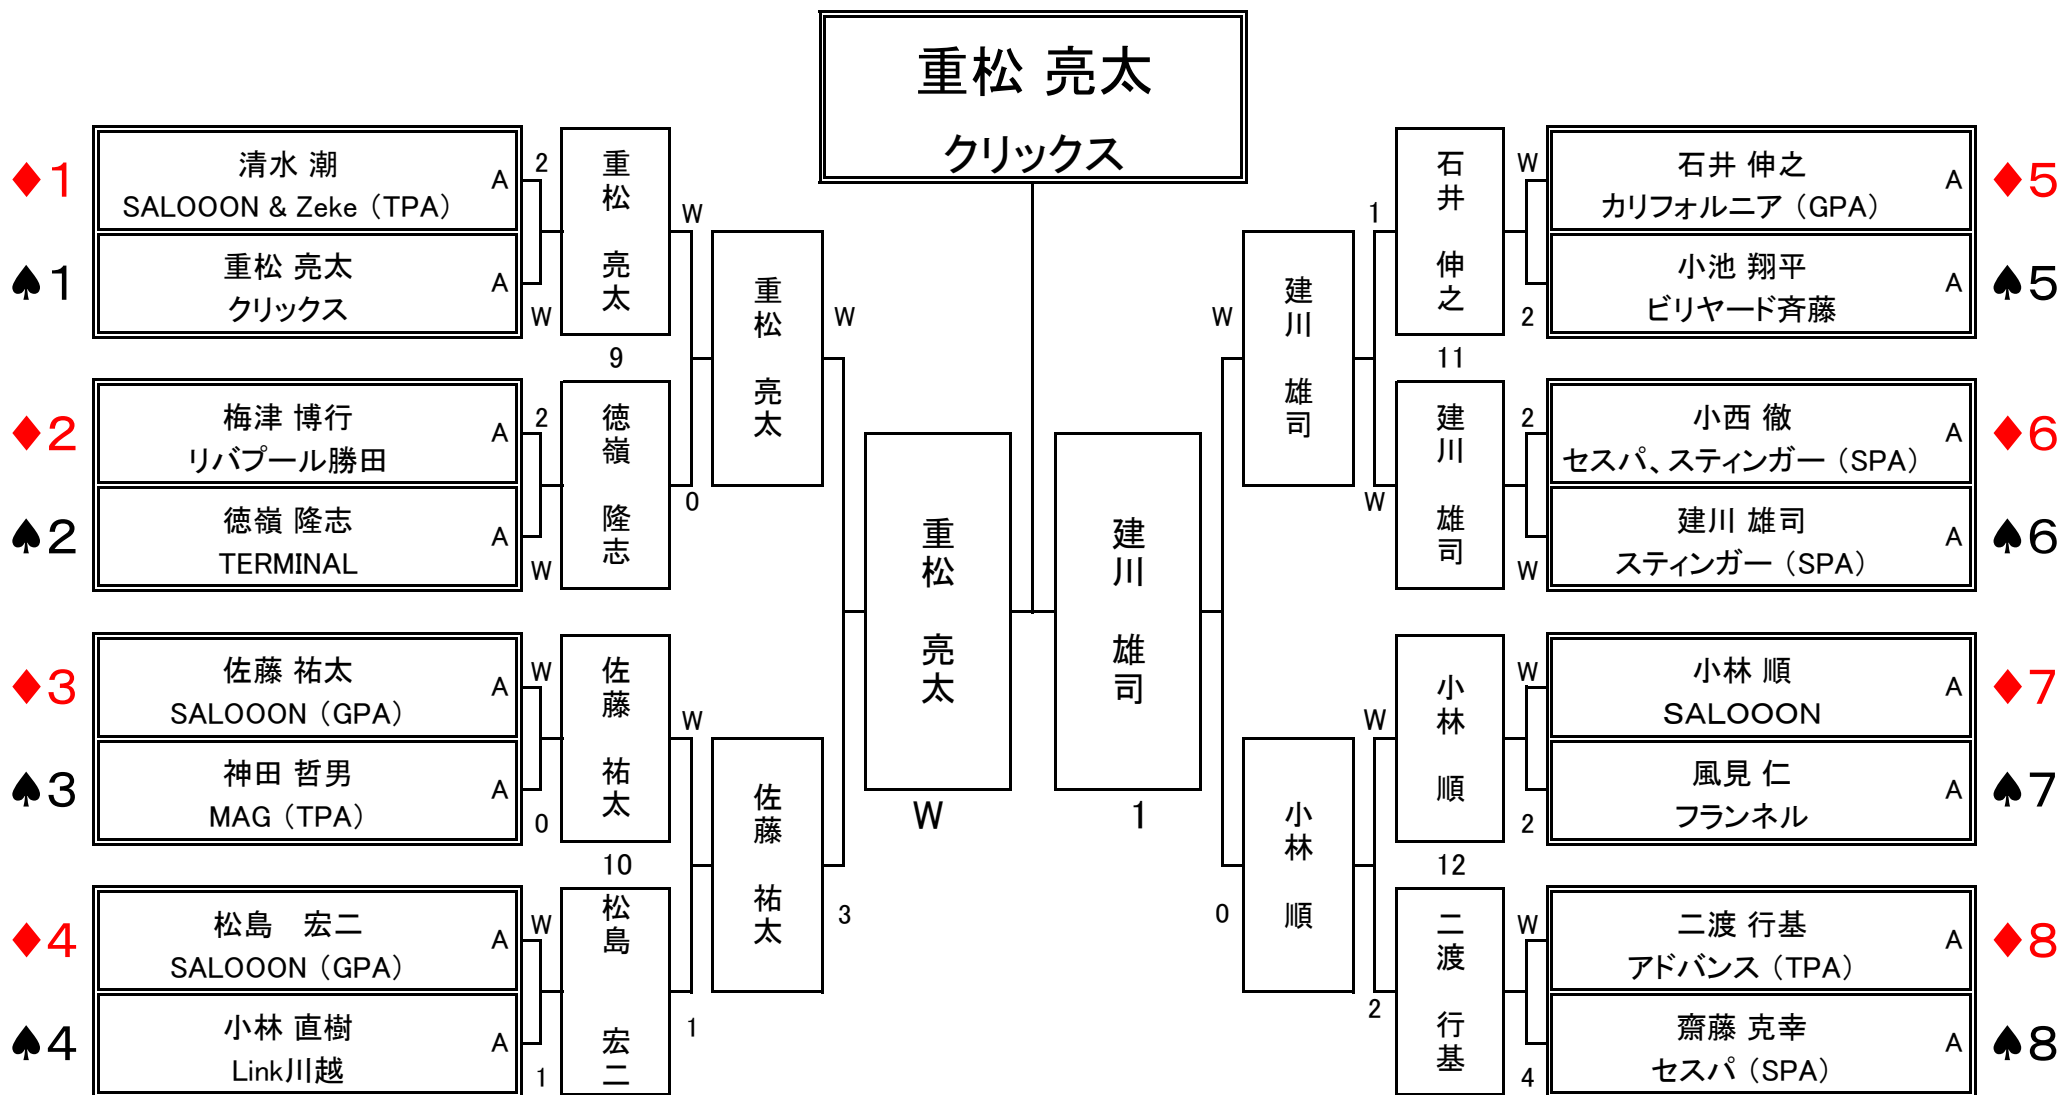 重松 亮太
クリックス
♦1
清水 潮
A
SALOOON & Zeke (TPA)
2
♠1
重松 亮太
A
クリックス
W
重松 亮太
W
9
♦2
梅津 博行
A
リバプール勝田
2
♠2
徳嶺 隆志
A
TERMINAL
W
徳嶺 隆志
0
重松 亮太
W
♦3
佐藤 祐太
A
SALOOON (GPA)
W
♠3
神田 哲男
A
MAG (TPA)
0
佐藤 祐太
W
10
♦4
松島　宏二
A
SALOOON (GPA)
W
♠4
小林 直樹
A
Link川越
1
松島 宏二
1
佐藤 祐太
3
重松 亮太
W
建川 雄司
1
建川 雄司
W
小林 順
0
石井 伸之
1
11
建川 雄司
W
小林 順
W
12
二渡 行基
2
W
石井 伸之
A
カリフォルニア (GPA)
♦5
小池 翔平
A
ビリヤード斉藤
2
♠5
2
小西 徹
A
セスパ、スティンガー (SPA)
♦6
建川 雄司
A
スティンガー (SPA)
W
♠6
W
小林 順
A
SALOOON
♦7
風見 仁
A
フランネル
2
♠7
W
二渡 行基
A
アドバンス (TPA)
♦8
齋藤 克幸
A
セスパ (SPA)
4
♠8